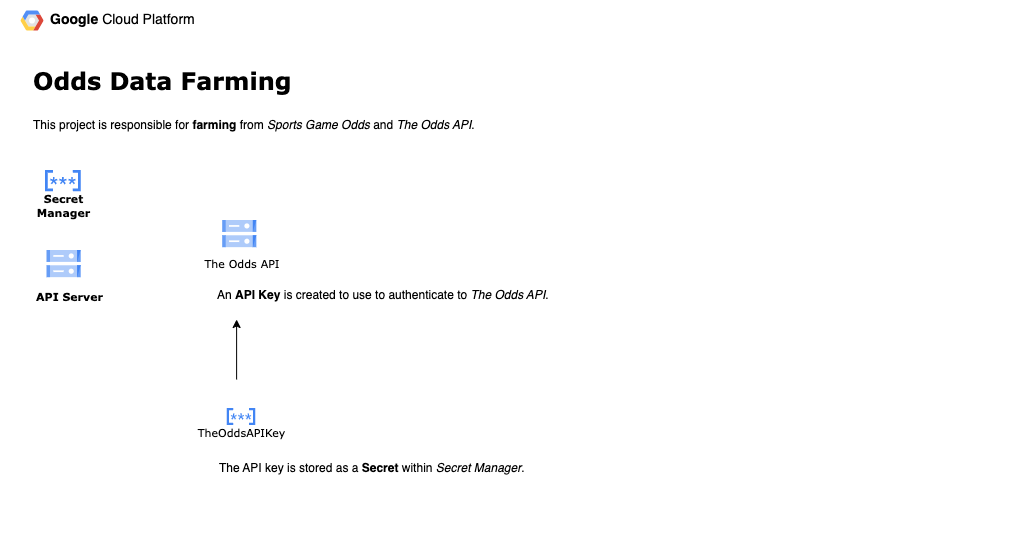 Google Cloud Platform
Odds Data Farming
This project is responsible for farming from Sports Game Odds and The Odds API.
[***]
Secret
Manager
API Server
The Odds API
An API Key is created to use to authenticate to The Odds API.
[***]
TheOddsAPIKey
The API key is stored as a Secret within Secret Manager.